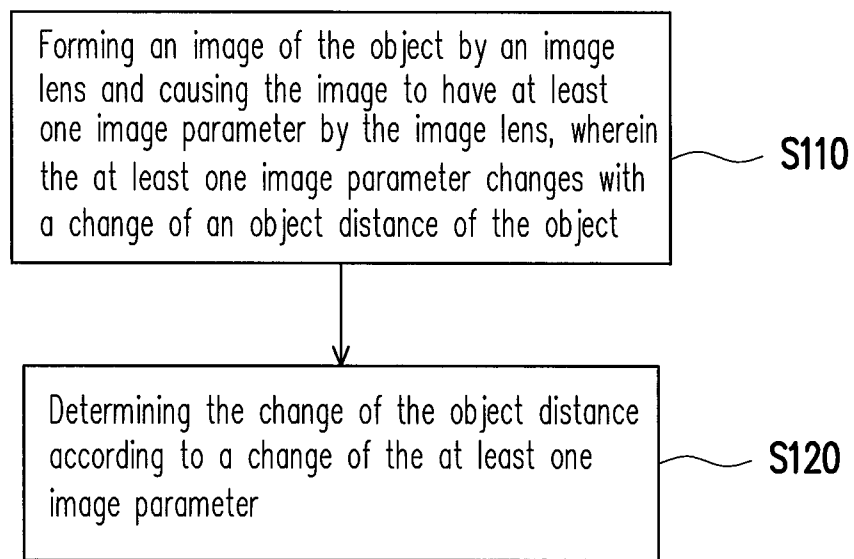 Forming an image of the object by an image
lens and causing the image to have at least
one image parameter by the image lens, wherein
the at least one image parameter changes with
a change of an object distance of the object
S110
Determining the change of the object distance
according to a change of the at least one
image parameter
S120